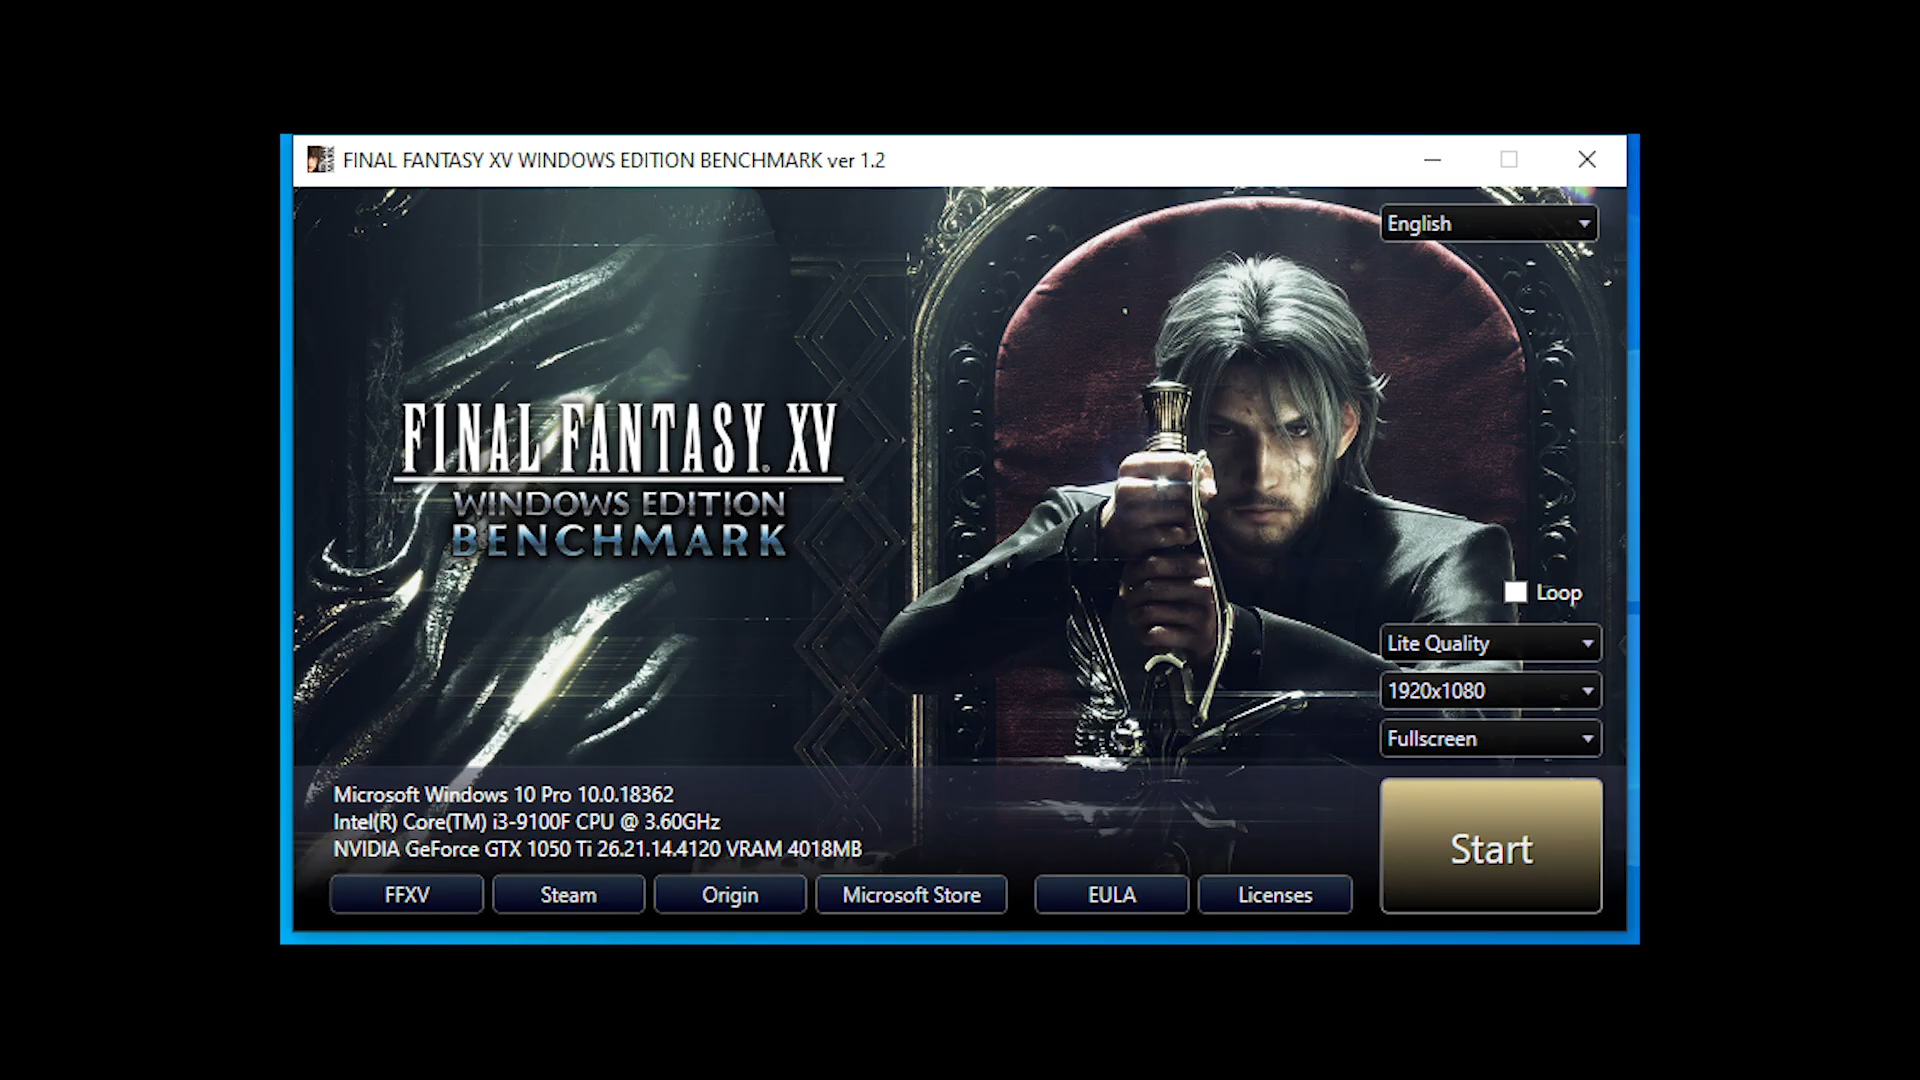 FINAL FANTASY XV WINDOWS EDITION BENCHMARK ver 1.2
English
FINAL FANTASY XV
WINDOWS EDITION
BENCHMARK
Loop
Lite Quality
1920x1080
Fullscreen
Microsoft Windows 10 Pro 10.0.18362
Intel(R) Core(TM) i3-9100F CPU @ 3.60GHz
NVIDIA GeForce GTX 1050 Ti 26.21.14.4120 VRAM 4018MB
Start
FFXV Steam Origin Microsoft Store EULA Licenses